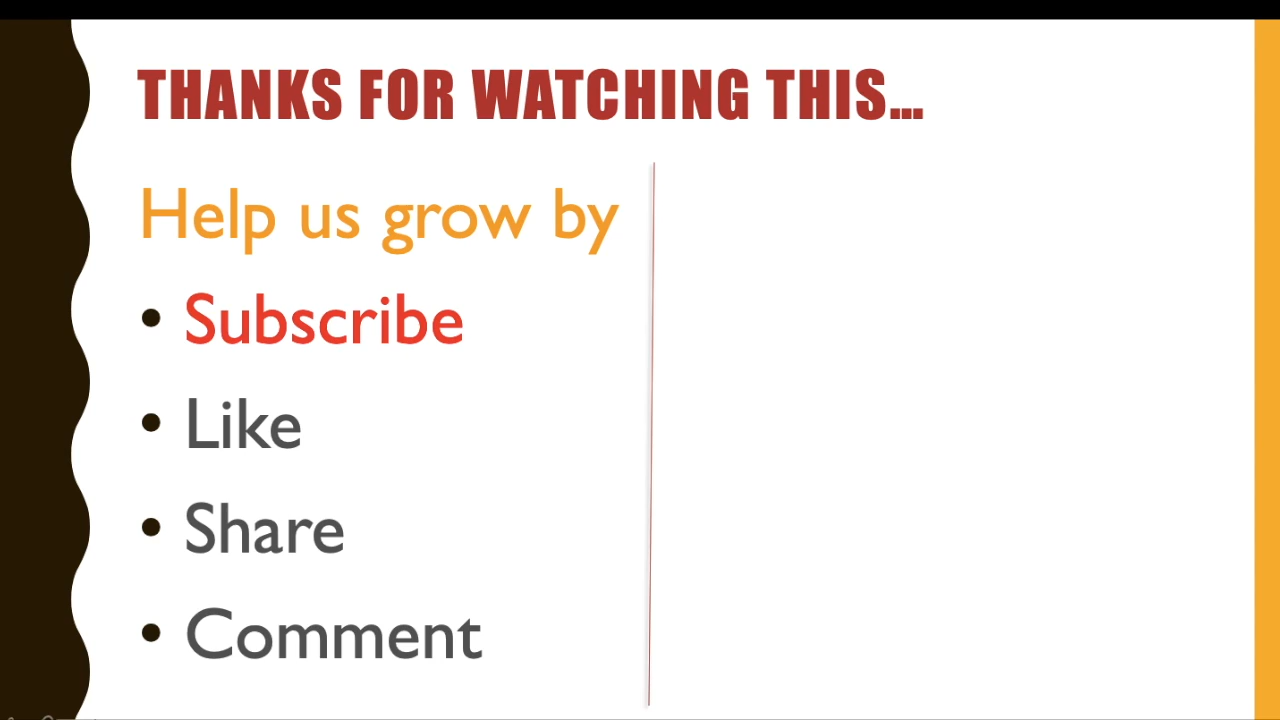 THANKS FOR WATCHING THIS...
Help us grow by
• Subscribe
• Like
• Share
• Comment